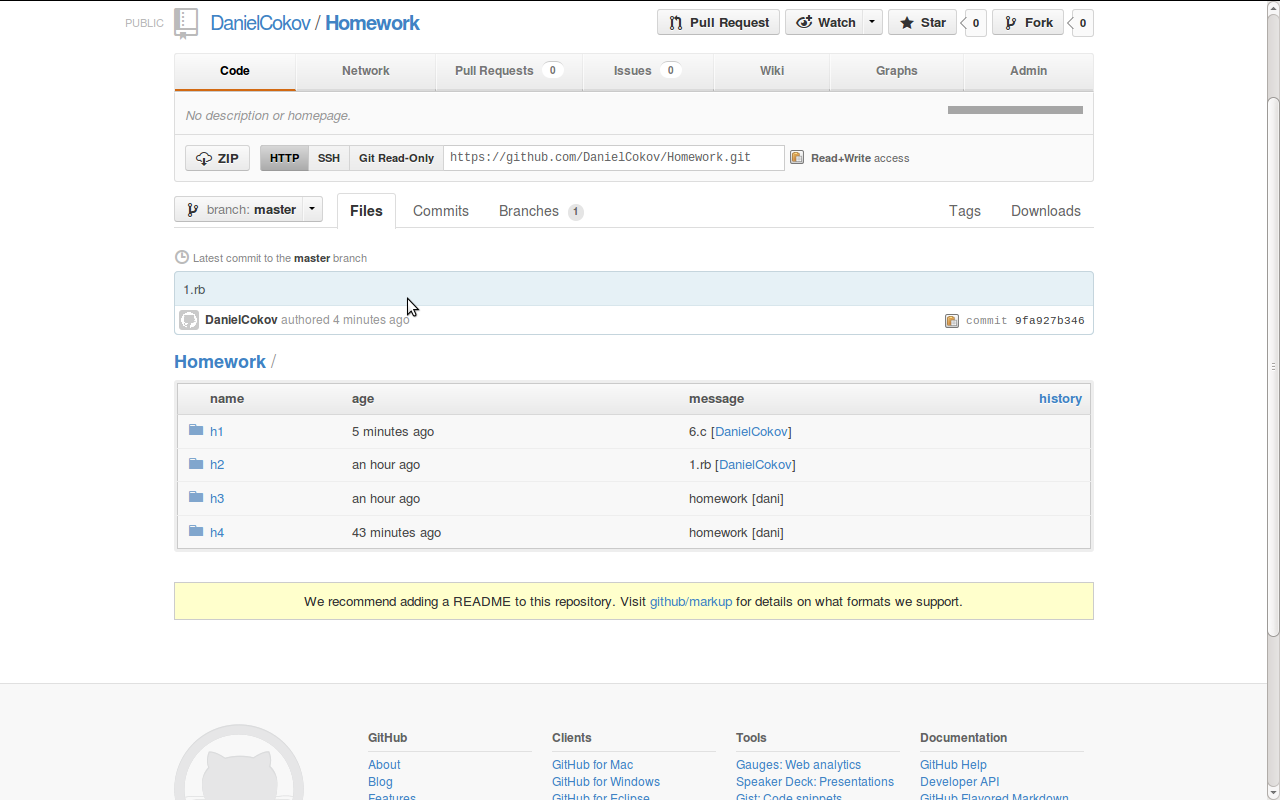 PUBLIC DanielCokov / Homework Pull Request Watch Star 0 Fork 0
Code Network Pull Requests 0 Issues 0 Wiki Graphs Admin
No description or homepage.
ZIP HTTP SSH Git Read-Only https://github.com/DanielCokov/Homework.git Read+Write access
branch: master Files Commits Branches 1 Tags Downloads
Latest commit to the master branch
1.rb
DanielCokov authored 4 minutes ago commit 9fa927b346
Homework /
name age message history
h1 5 minutes ago 6.c [DanielCokov]
h2 an hour ago 1.rb [DanielCokov]
h3 an hour ago homework [dani]
h4 43 minutes ago homework [dani]
We recommend adding a README to this repository. Visit github/markup for details on what formats we support.
GitHub Clients Tools Documentation
About GitHub for Mac Gauges: Web analytics GitHub Help
Blog GitHub for Windows Speaker Deck: Presentations Developer API
Features GitHub for Eclipse Gist: Code snippets GitHub Flavored Markdown